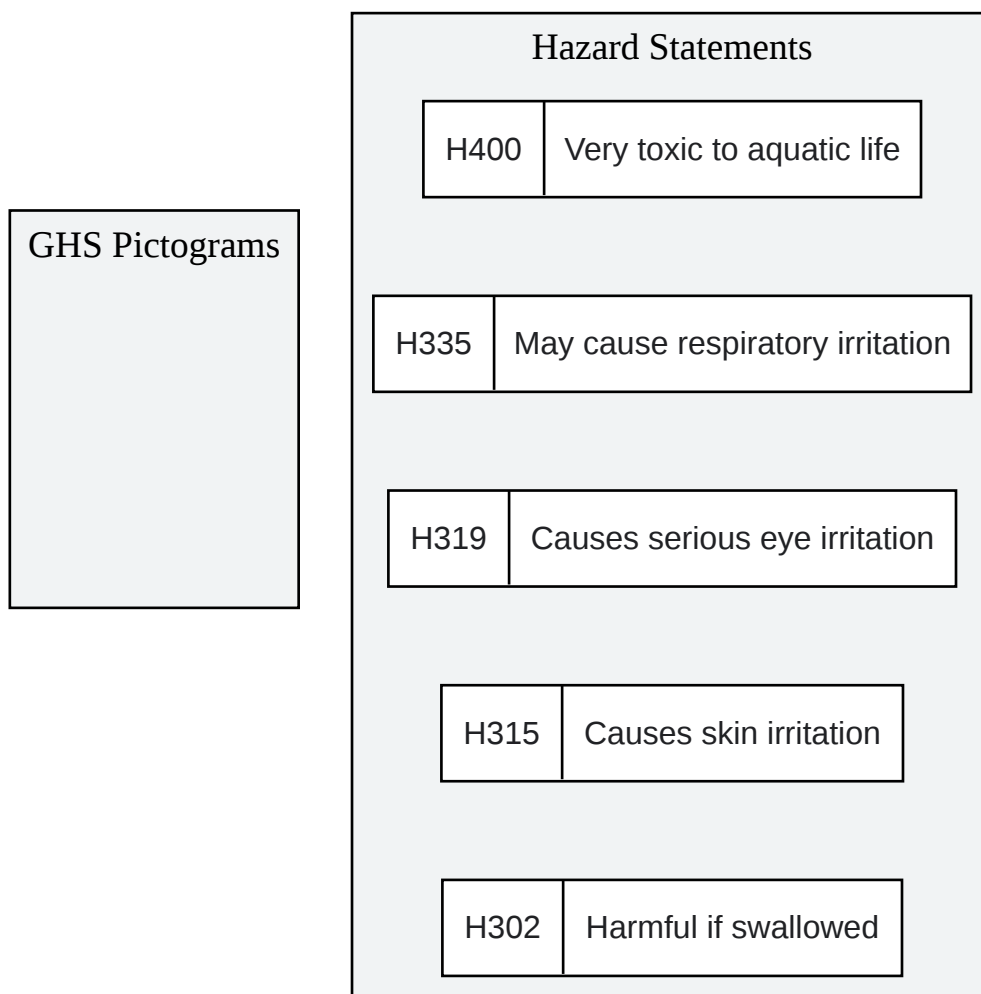 Hazard Statements
H400 Very toxic to aquatic life
GHS Pictograms
H335 May cause respiratory irritation
H319 Causes serious eye irritation
H315 Causes skin irritation
H302 Harmful if swallowed